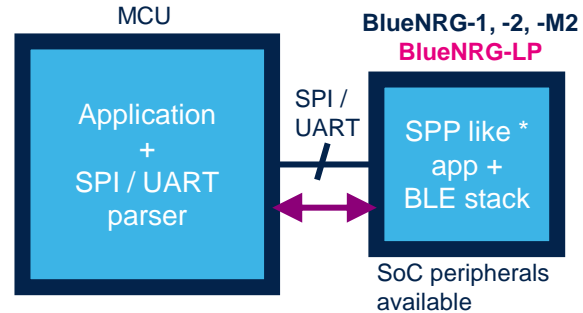 MCU
BlueNRG-1, -2, -M2
BlueNRG-LP
Application
+
SPI / UART
parser
SPI /
UART
SPP like *
app +
BLE stack
SoC peripherals
available